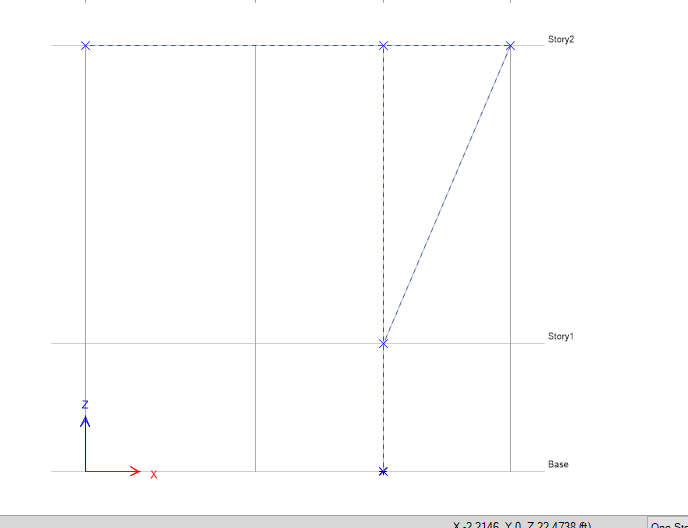 Story2
Story1
Z
Base
X
X -2.2146, Y 0, Z 22.4738 (ft)
One Sto